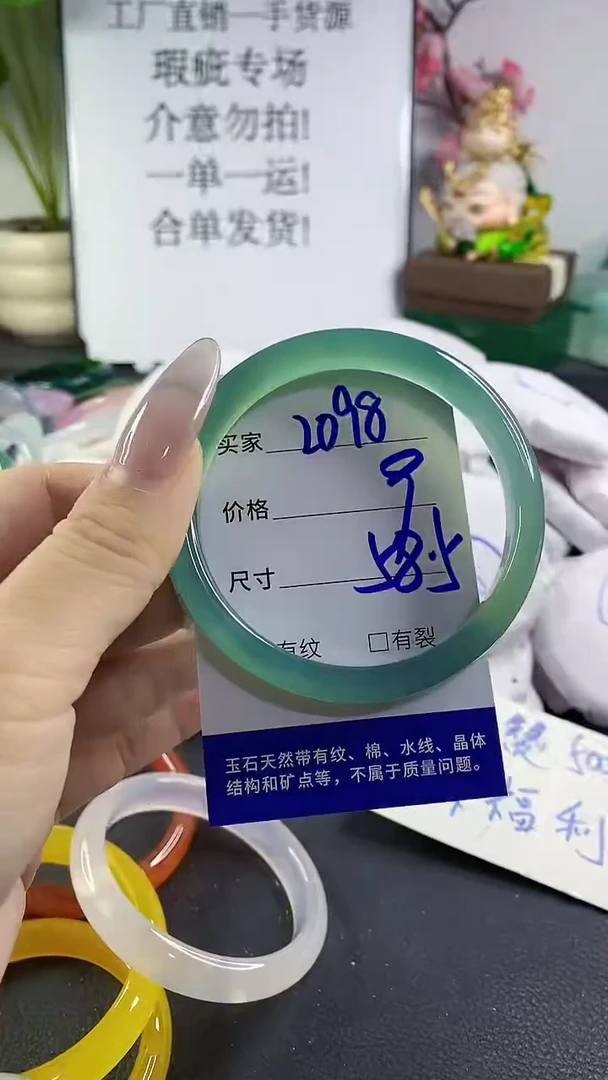 工厂直销一手货源
瑕疵专场
介意勿拍!
一单一运!
合单发货!
买家 2098
价格
尺寸 58.5
有纹 □有裂
玉石天然带有纹、棉、水线、晶体
结构和矿点等，不属于质量问题。
福利